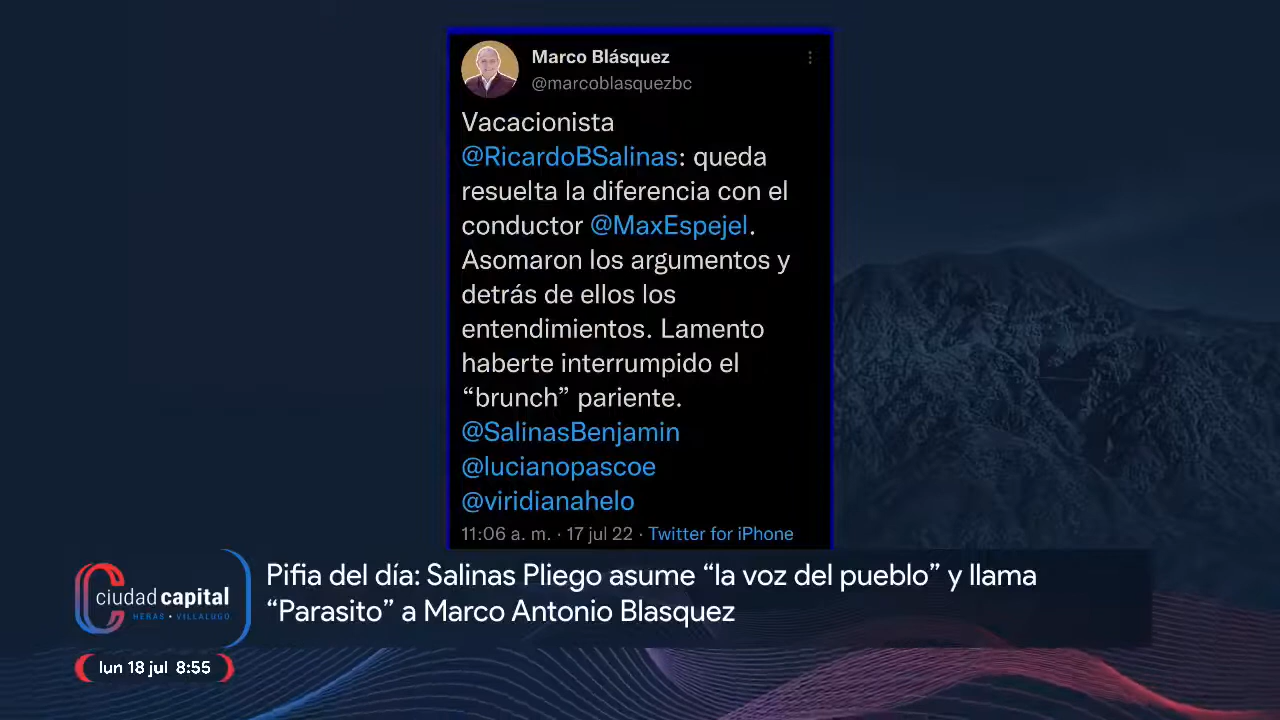 Marco Blásquez
@marcoblasquezbc
Vacacionista
@RicardoBSalinas: queda
resuelta la diferencia con el
conductor @MaxEspejel.
Asomaron los argumentos y
detrás de ellos los
entendimientos. Lamento
haberte interrumpido el
“brunch” pariente.
@SalinasBenjamin
@lucianopascoe
@viridianahelo
11:06 a. m. · 17 jul 22 · Twitter for iPhone
Pifia del día: Salinas Pliego asume “la voz del pueblo” y llama
“Parasito” a Marco Antonio Blasquez
ciudad capital
HERAS • VILLALUGO
lun 18 jul 8:55